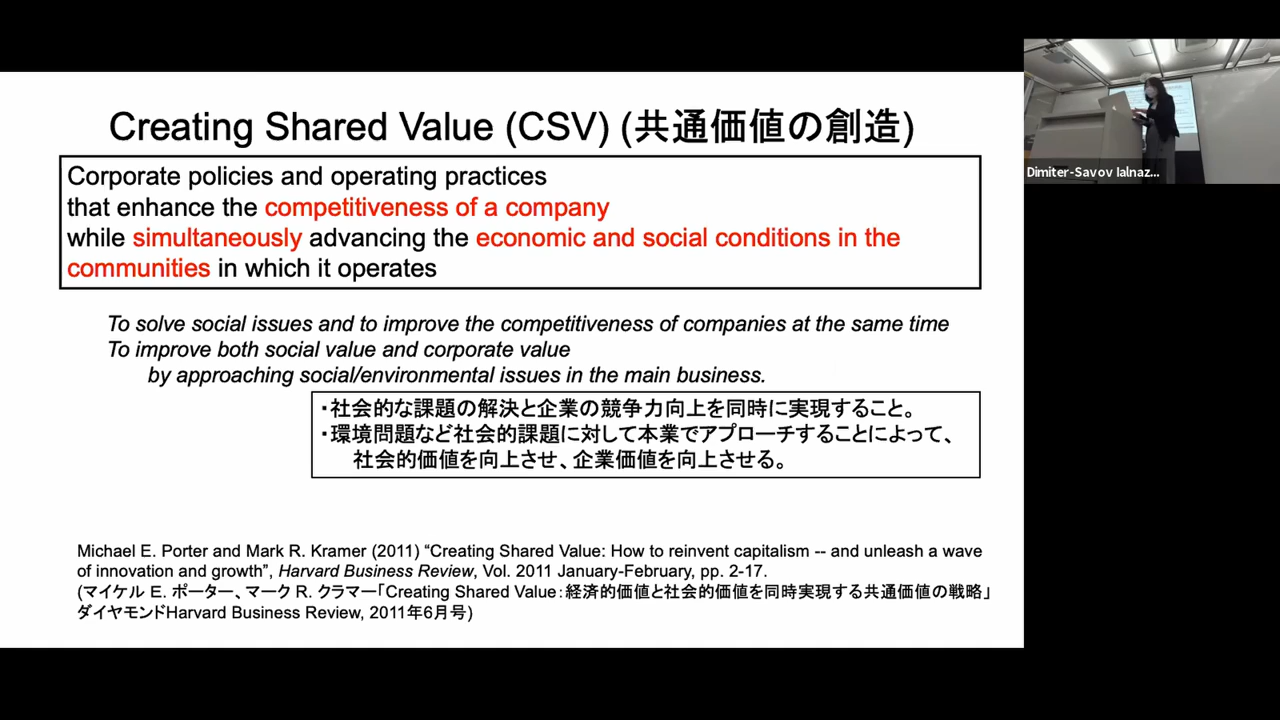 Creating Shared Value (CSV) (共通価値の創造)
Corporate policies and operating practices
that enhance the competitiveness of a company
while simultaneously advancing the economic and social conditions in the
communities in which it operates
To solve social issues and to improve the competitiveness of companies at the same time
To improve both social value and corporate value
by approaching social/environmental issues in the main business.
・社会的な課題の解決と企業の競争力向上を同時に実現すること。
・環境問題など社会的課題に対して本業でアプローチすることによって、
社会的価値を向上させ、企業価値を向上させる。
Michael E. Porter and Mark R. Kramer (2011) “Creating Shared Value: How to reinvent capitalism -- and unleash a wave
of innovation and growth”, Harvard Business Review, Vol. 2011 January-February, pp. 2-17.
(マイケル E. ポーター、マーク R. クラマー「Creating Shared Value：経済的価値と社会的価値を同時実現する共通価値の戦略」
ダイヤモンドHarvard Business Review, 2011年6月号)
Dimiter-Savov Ialnaz...